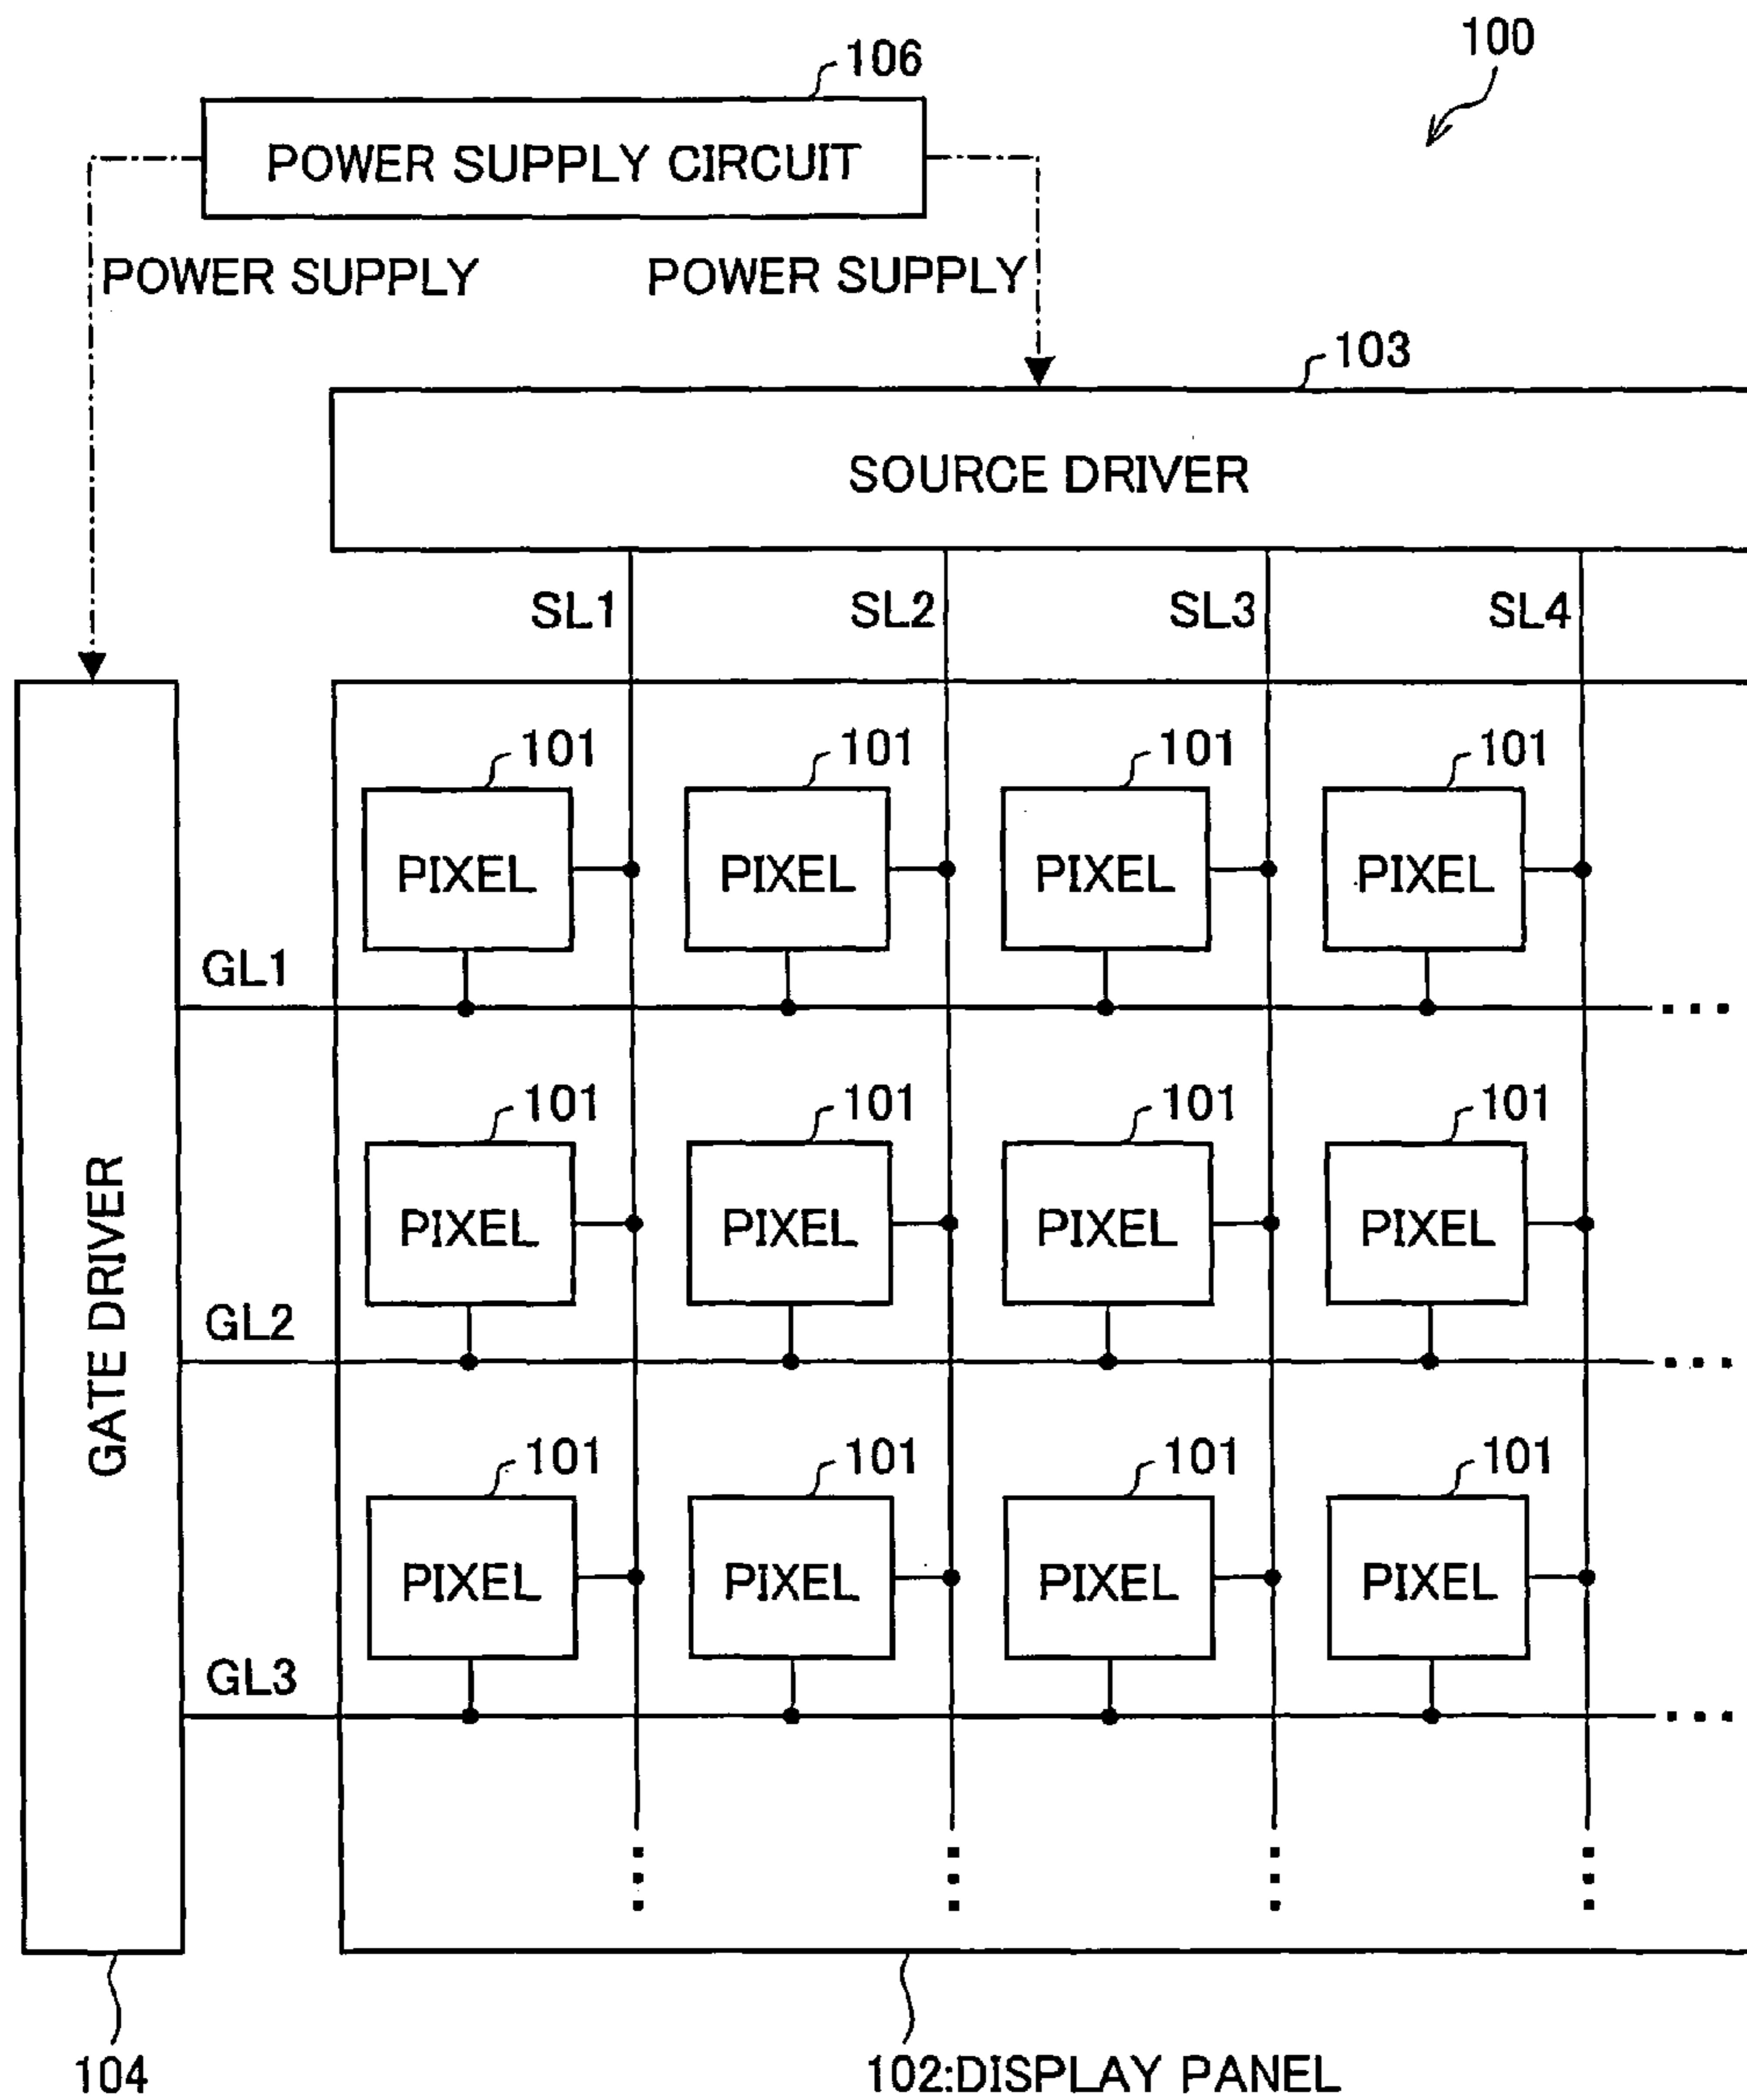 100
106
POWER SUPPLY CIRCUIT
POWER SUPPLY
POWER SUPPLY
103
SOURCE DRIVER
SL1
SL2
SL3
SL4
101
101
101
101
PIXEL
PIXEL
PIXEL
PIXEL
GL1
...
101
101
101
101
PIXEL
PIXEL
PIXEL
PIXEL
GATE DRIVER
GL2
...
101
101
101
101
PIXEL
PIXEL
PIXEL
PIXEL
GL3
...
104
102:DISPLAY PANEL